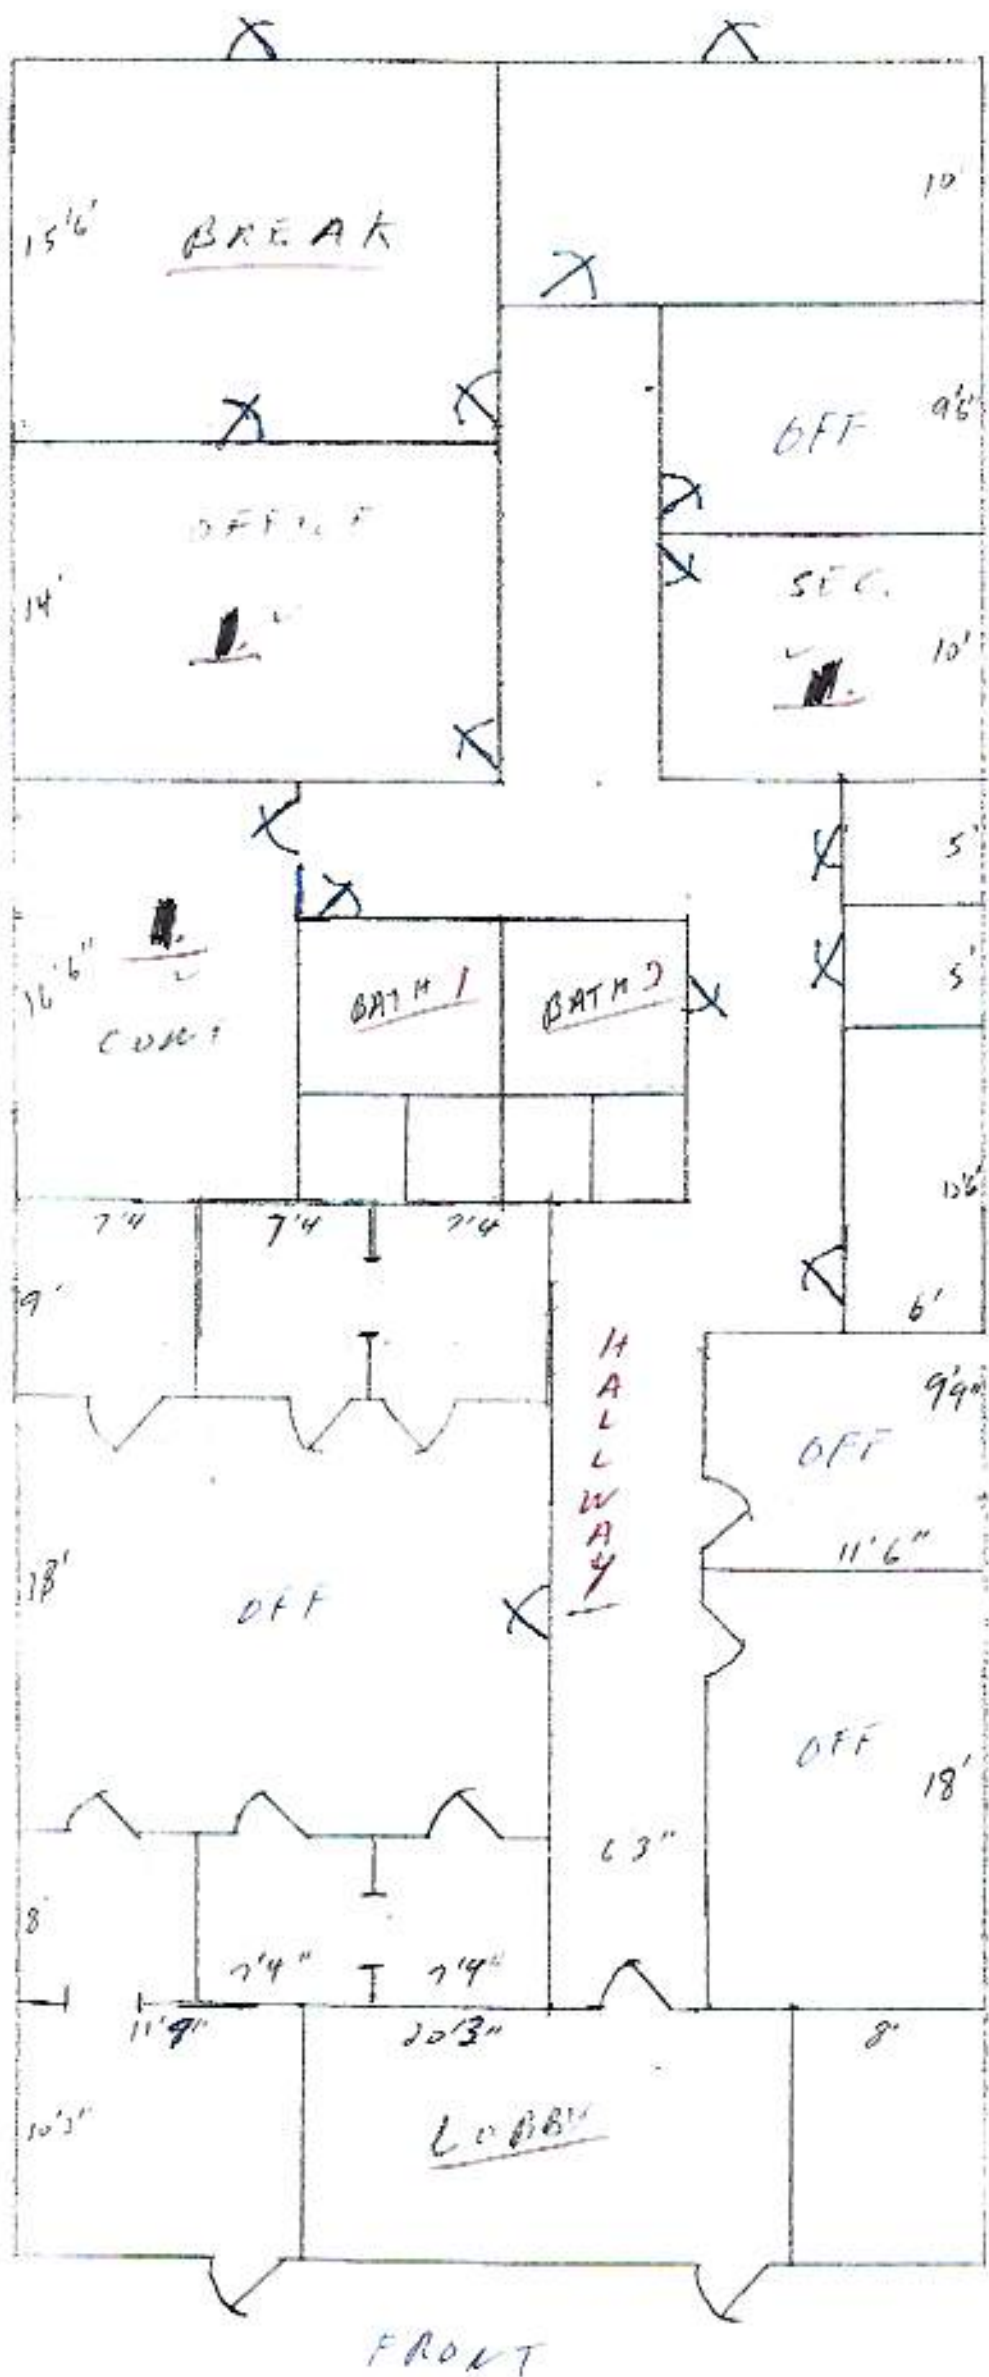 10'
15'6'
BREAK
9'6'
OFF
OFFICE
SEC.
14'
10'
5'
BATH 1
BATH 2
5'
16'6"
CONF
10'6"
7'4
7'4
7'4
9'
6'
HALLWAY
9'9"
OFF
11'6"
18'
OFF
OFF
18'
6 3"
8'
7'4"
7'4"
11'9"
20'3"
8'
10'3"
LOBBY
FRONT